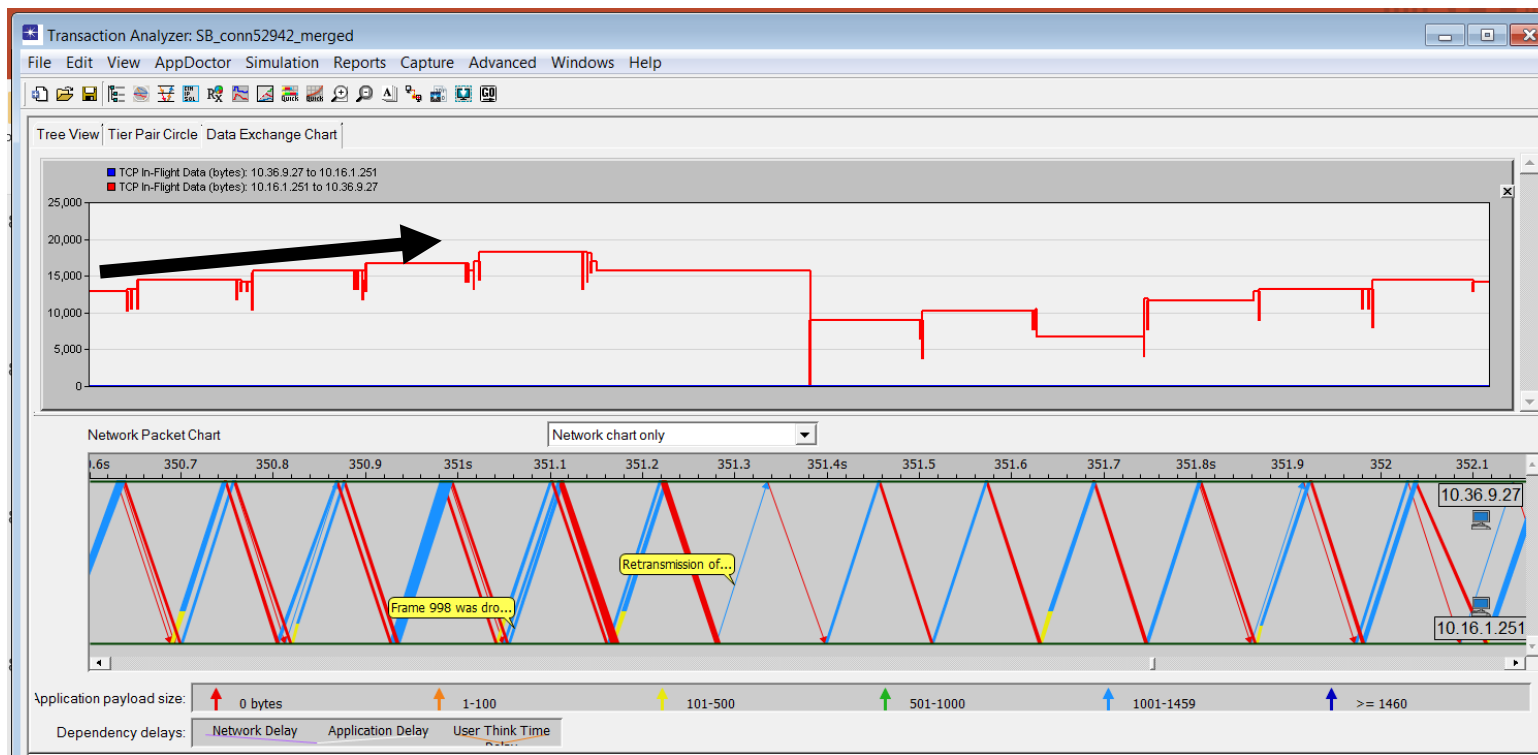 Transaction Analyzer: SB_conn52942_merged
File Edit View AppDoctor Simulation Reports Capture Advanced Windows Help
Tree View Tier Pair Circle Data Exchange Chart
TCP In-Flight Data (bytes): 10.36.9.27 to 10.16.1.251
TCP In-Flight Data (bytes): 10.16.1.251 to 10.36.9.27
25,000
20,000
15,000
10,000
5,000
0
Network Packet Chart Network chart only
.6s 350.7 350.8 350.9 351s 351.1 351.2 351.3 351.4s 351.5 351.6 351.7 351.8s 351.9 352 352.1
10.36.9.27
Retransmission of...
Frame 998 was dro...
10.16.1.251
Application payload size: 0 bytes 1-100 101-500 501-1000 1001-1459 >= 1460
Dependency delays: Network Delay Application Delay User Think Time